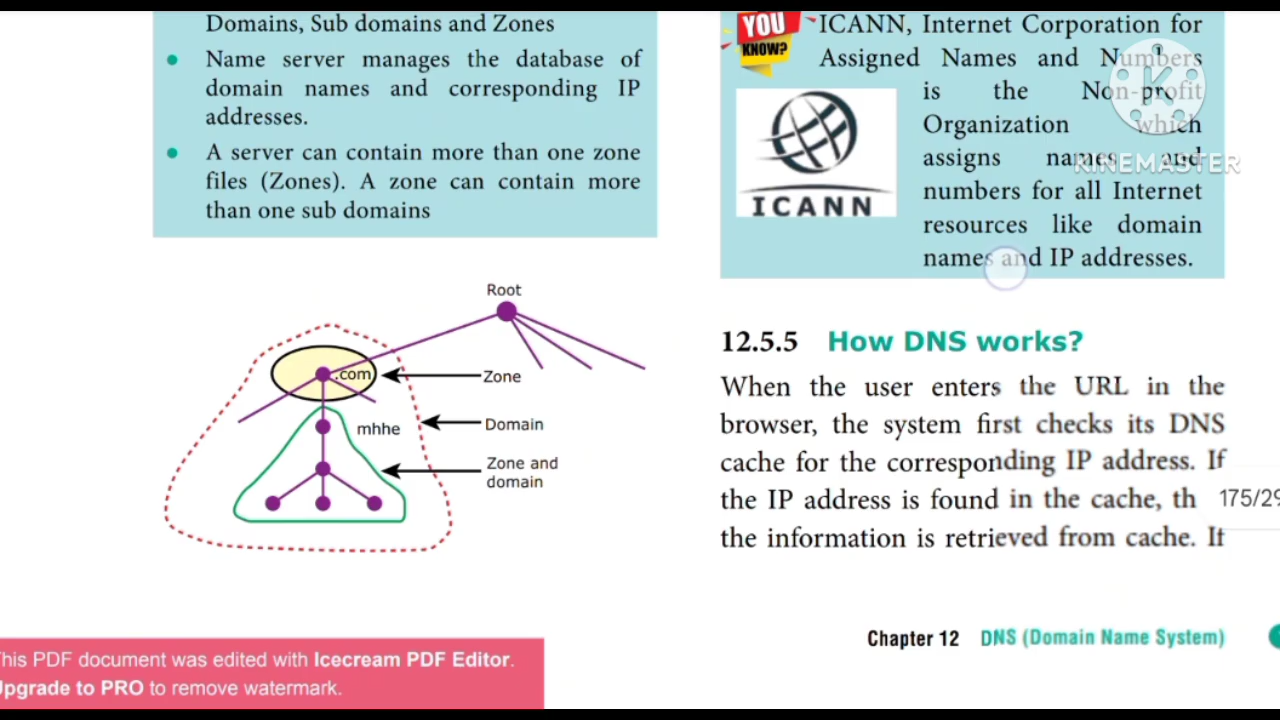 Domains, Sub domains and Zones
Name server manages the database of
domain names and corresponding IP
addresses.
A server can contain more than one zone
files (Zones). A zone can contain more
than one sub domains
Root
.com
Zone
mhhe
Domain
Zone and
domain
YOU
KNOW?
ICANN, Internet Corporation for
Assigned Names and Numbers
is the Non-profit
Organization which
assigns names and
numbers for all Internet
resources like domain
names and IP addresses.
ICANN
KINEMASTER
12.5.5 How DNS works?
When the user enters the URL in the
browser, the system first checks its DNS
cache for the corresponding IP address. If
the IP address is found in the cache, th
the information is retrieved from cache. It
175/29
Chapter 12 DNS (Domain Name System)
his PDF document was edited with Icecream PDF Editor.
pgrade to PRO to remove watermark.